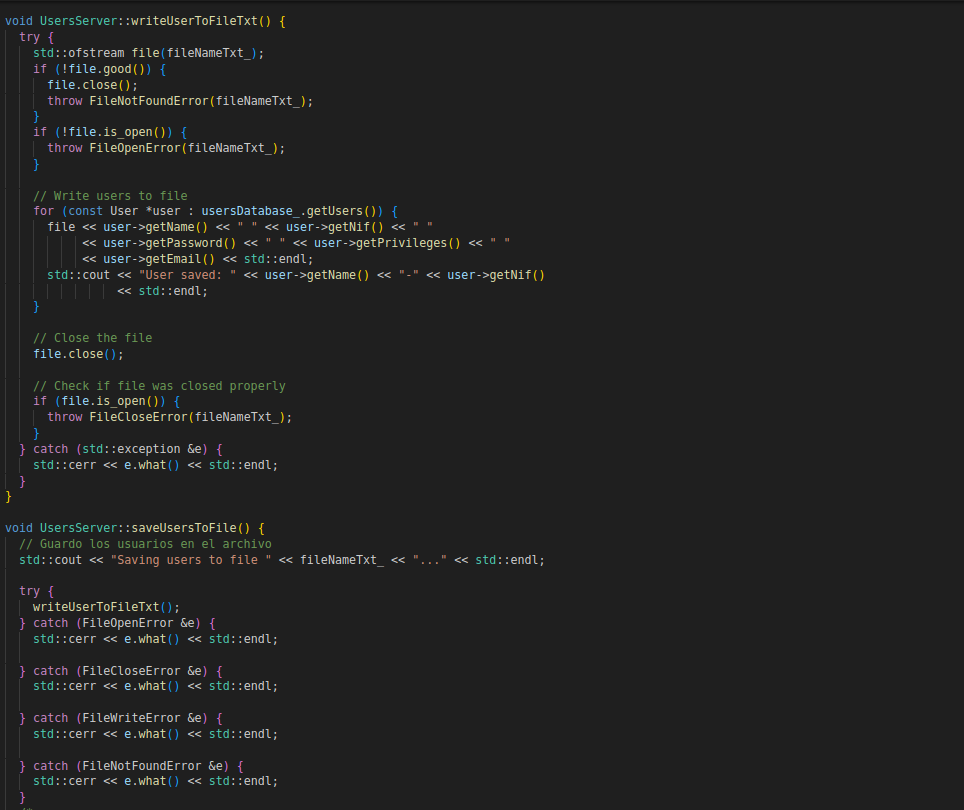 void UsersServer::writeUserToFileTxt() {
  try {
    std::ofstream file(fileNameTxt_);
    if (!file.good()) {
      file.close();
      throw FileNotFoundError(fileNameTxt_);
    }
    if (!file.is_open()) {
      throw FileOpenError(fileNameTxt_);
    }

    // Write users to file
    for (const User *user : usersDatabase_.getUsers()) {
      file << user->getName() << " " << user->getNif() << " "
           << user->getPassword() << " " << user->getPrivileges() << " "
           << user->getEmail() << std::endl;
      std::cout << "User saved: " << user->getName() << "-" << user->getNif()
                << std::endl;
    }

    // Close the file
    file.close();

    // Check if file was closed properly
    if (file.is_open()) {
      throw FileCloseError(fileNameTxt_);
    }
  } catch (std::exception &e) {
    std::cerr << e.what() << std::endl;
  }
}

void UsersServer::saveUsersToFile() {
  // Guardo los usuarios en el archivo
  std::cout << "Saving users to file " << fileNameTxt_ << "..." << std::endl;

  try {
    writeUserToFileTxt();
  } catch (FileOpenError &e) {
    std::cerr << e.what() << std::endl;

  } catch (FileCloseError &e) {
    std::cerr << e.what() << std::endl;

  } catch (FileWriteError &e) {
    std::cerr << e.what() << std::endl;

  } catch (FileNotFoundError &e) {
    std::cerr << e.what() << std::endl;
  }